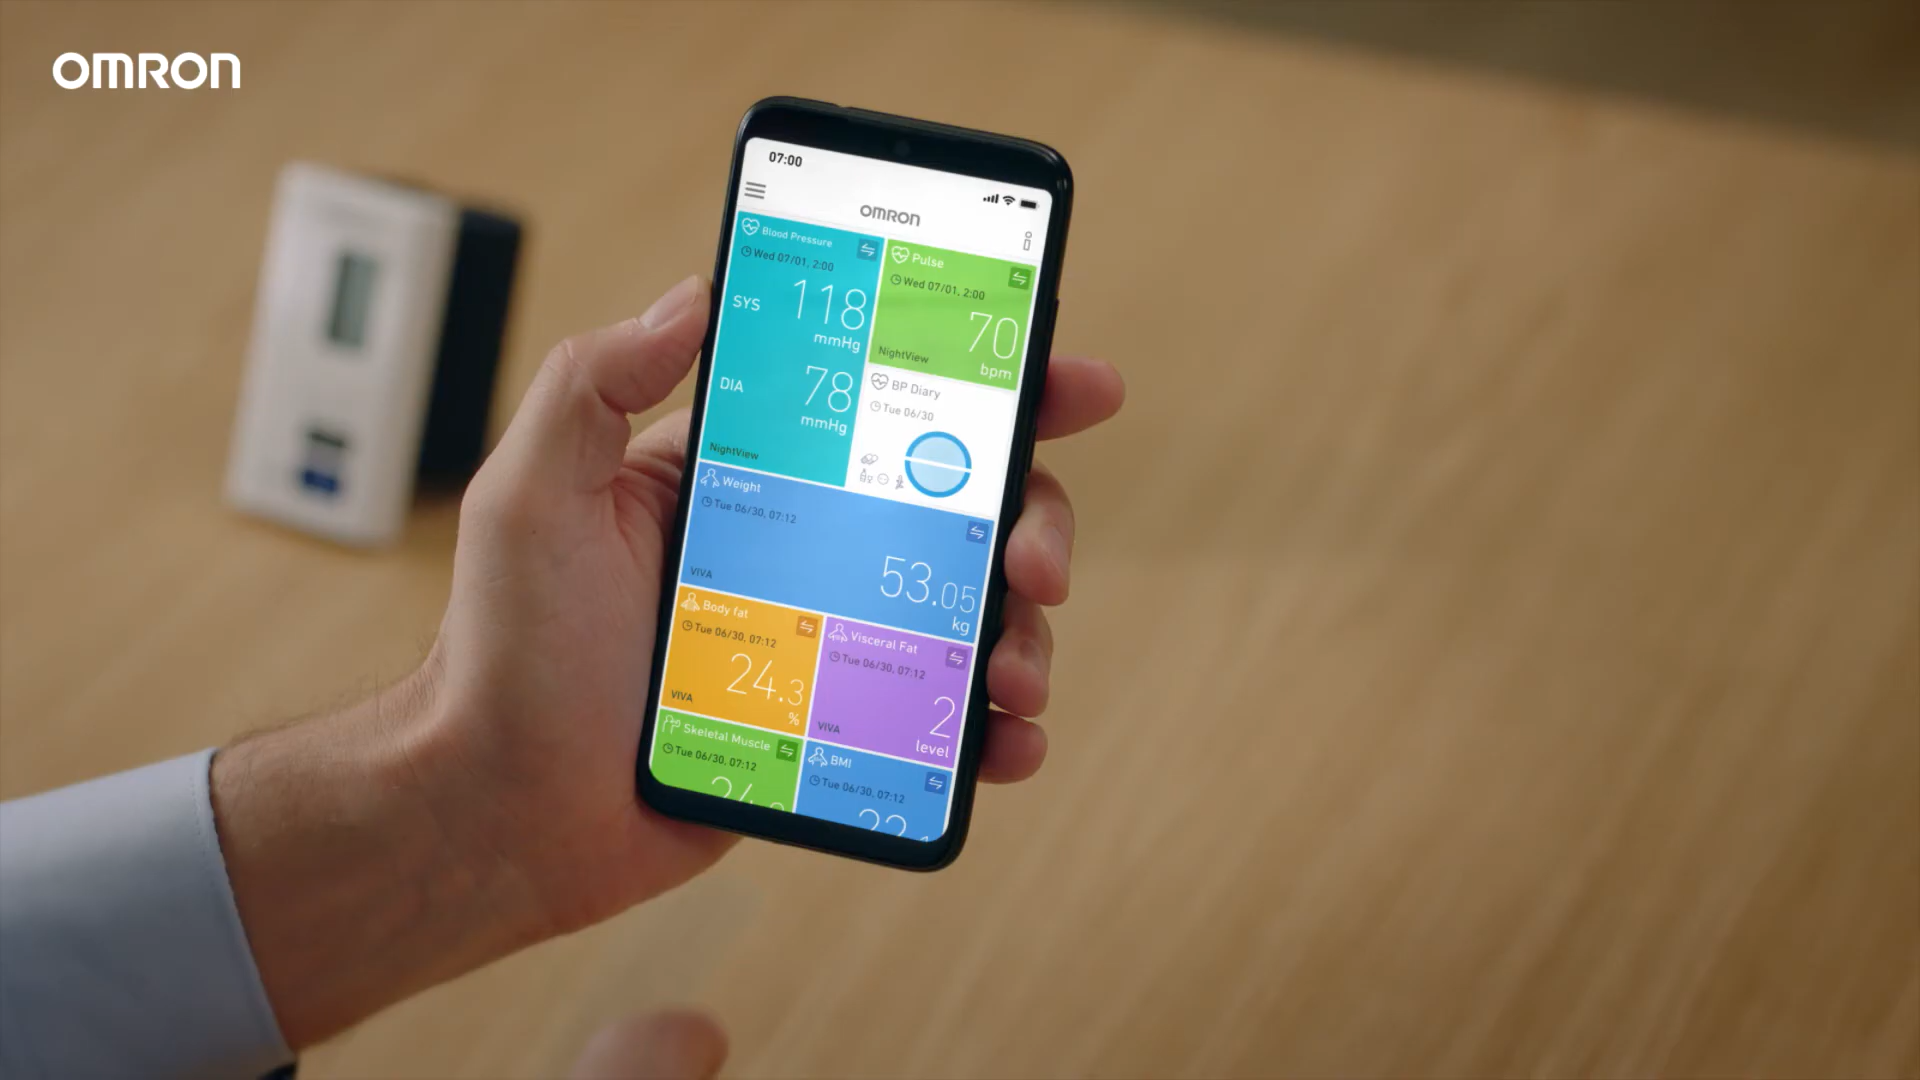 OMRON
07:00
OMRON
Blood Pressure
Wed 07/01, 2:00
SYS
118
mmHg
DIA
78
mmHg
NightView
Pulse
Wed 07/01, 2:00
70
bpm
NightView
BP Diary
Tue 06/30
Weight
Tue 06/30, 07:12
53.05
kg
VIVA
Body fat
Tue 06/30, 07:12
24.3
%
VIVA
Visceral Fat
Tue 06/30, 07:12
2
level
VIVA
Skeletal Muscle
Tue 06/30, 07:12
BMI
Tue 06/30, 07:12